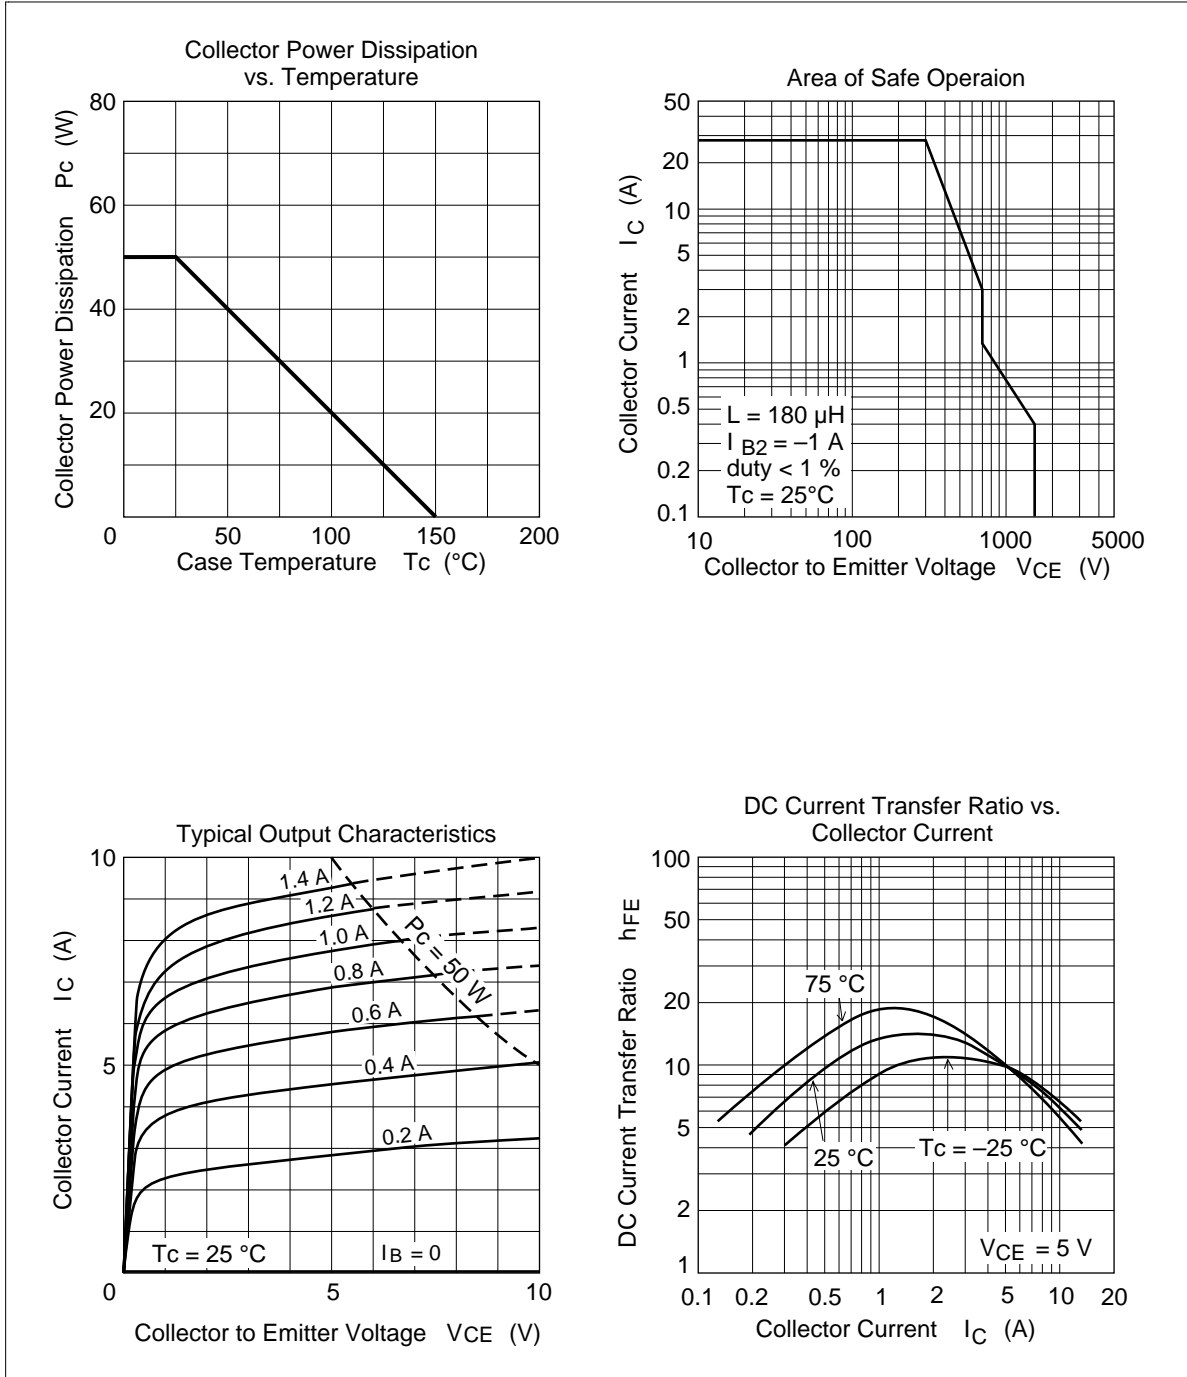 Collector Power Dissipation
vs. Temperature
80
60
40
20
Collector Power Dissipation Pc (W)
0 50 100 150 200
Case Temperature Tc (°C)
Area of Safe Operaion
50
20
10
5
2
1
0.5
0.2
0.1
Collector Current I C (A)
L = 180 µH
I B2 = –1 A
duty < 1 %
Tc = 25°C
10 100 1000 5000
Collector to Emitter Voltage VCE (V)
Typical Output Characteristics
10
5
0
Collector Current I C (A)
1.4 A
1.2 A
1.0 A
0.8 A
0.6 A
0.4 A
0.2 A
Pc = 50 W
Tc = 25 °C
I B = 0
5 10
Collector to Emitter Voltage VCE (V)
DC Current Transfer Ratio vs.
Collector Current
100
50
20
10
5
2
1
DC Current Transfer Ratio hFE
75 °C
25 °C
Tc = –25 °C
VCE = 5 V
0.1 0.2 0.5 1 2 5 10 20
Collector Current I C (A)